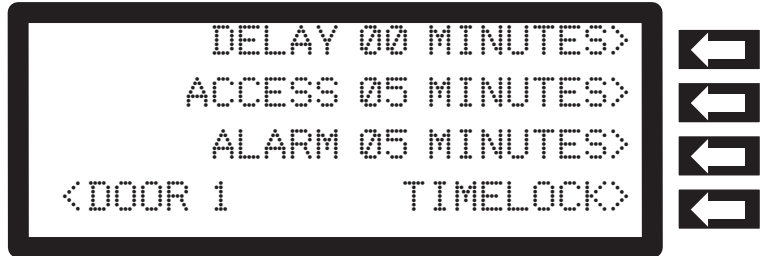 DELAY 00 MINUTES>
ACCESS 05 MINUTES>
ALARM 05 MINUTES>
<DOOR 1 TIMELOCK>